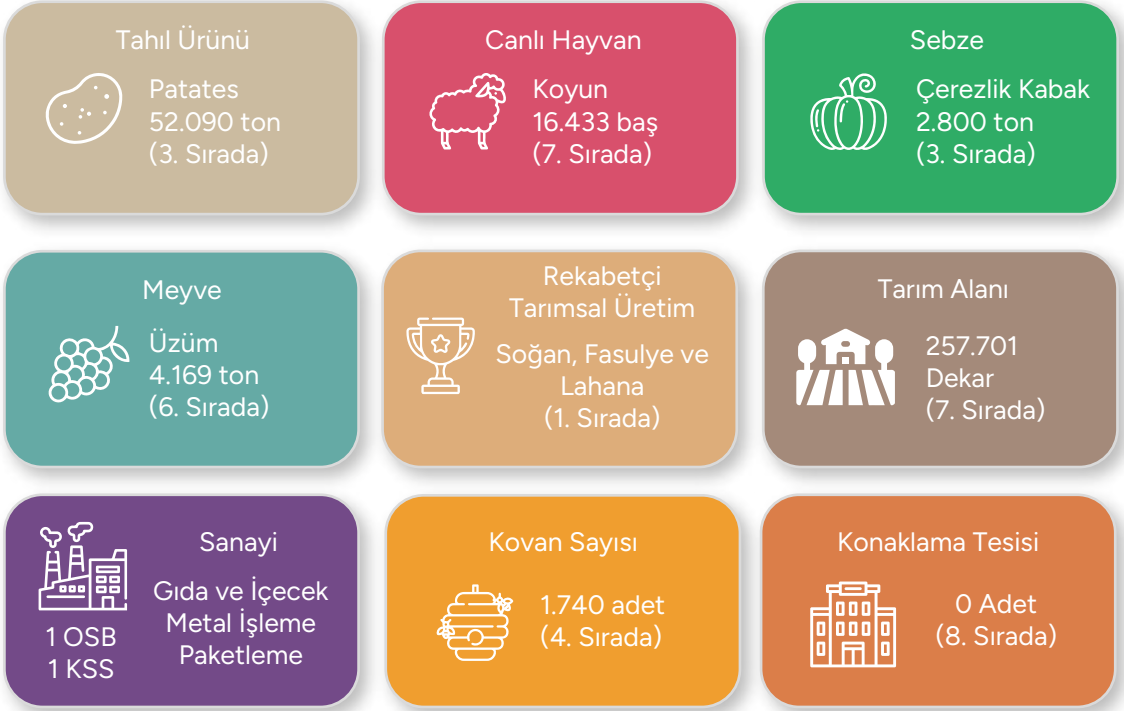 Tahıl Ürünü
Patates
52.090 ton
(3. Sırada)
Canlı Hayvan
Koyun
16.433 baş
(7. Sırada)
Sebze
Çerezlik Kabak
2.800 ton
(3. Sırada)
Meyve
Üzüm
4.169 ton
(6. Sırada)
Rekabetçi
Tarımsal Üretim
Soğan, Fasulye ve
Lahana
(1. Sırada)
Tarım Alanı
257.701
Dekar
(7. Sırada)
Sanayi
Gıda ve İçecek
Metal İşleme
Paketleme
1 OSB
1 KSS
Kovan Sayısı
1.740 adet
(4. Sırada)
Konaklama Tesisi
0 Adet
(8. Sırada)